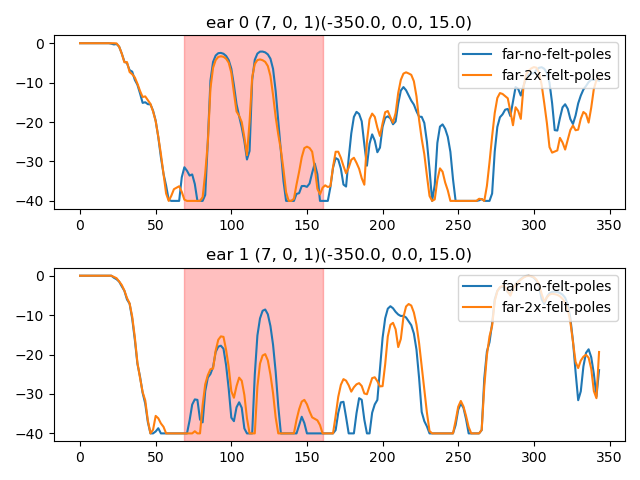 ear 0 (7, 0, 1)(-350.0, 0.0, 15.0)
0
−10
−20
−30
−40
far-no-felt-poles
far-2x-felt-poles
0 50 100 150 200 250 300 350
ear 1 (7, 0, 1)(-350.0, 0.0, 15.0)
0
−10
−20
−30
−40
far-no-felt-poles
far-2x-felt-poles
0 50 100 150 200 250 300 350